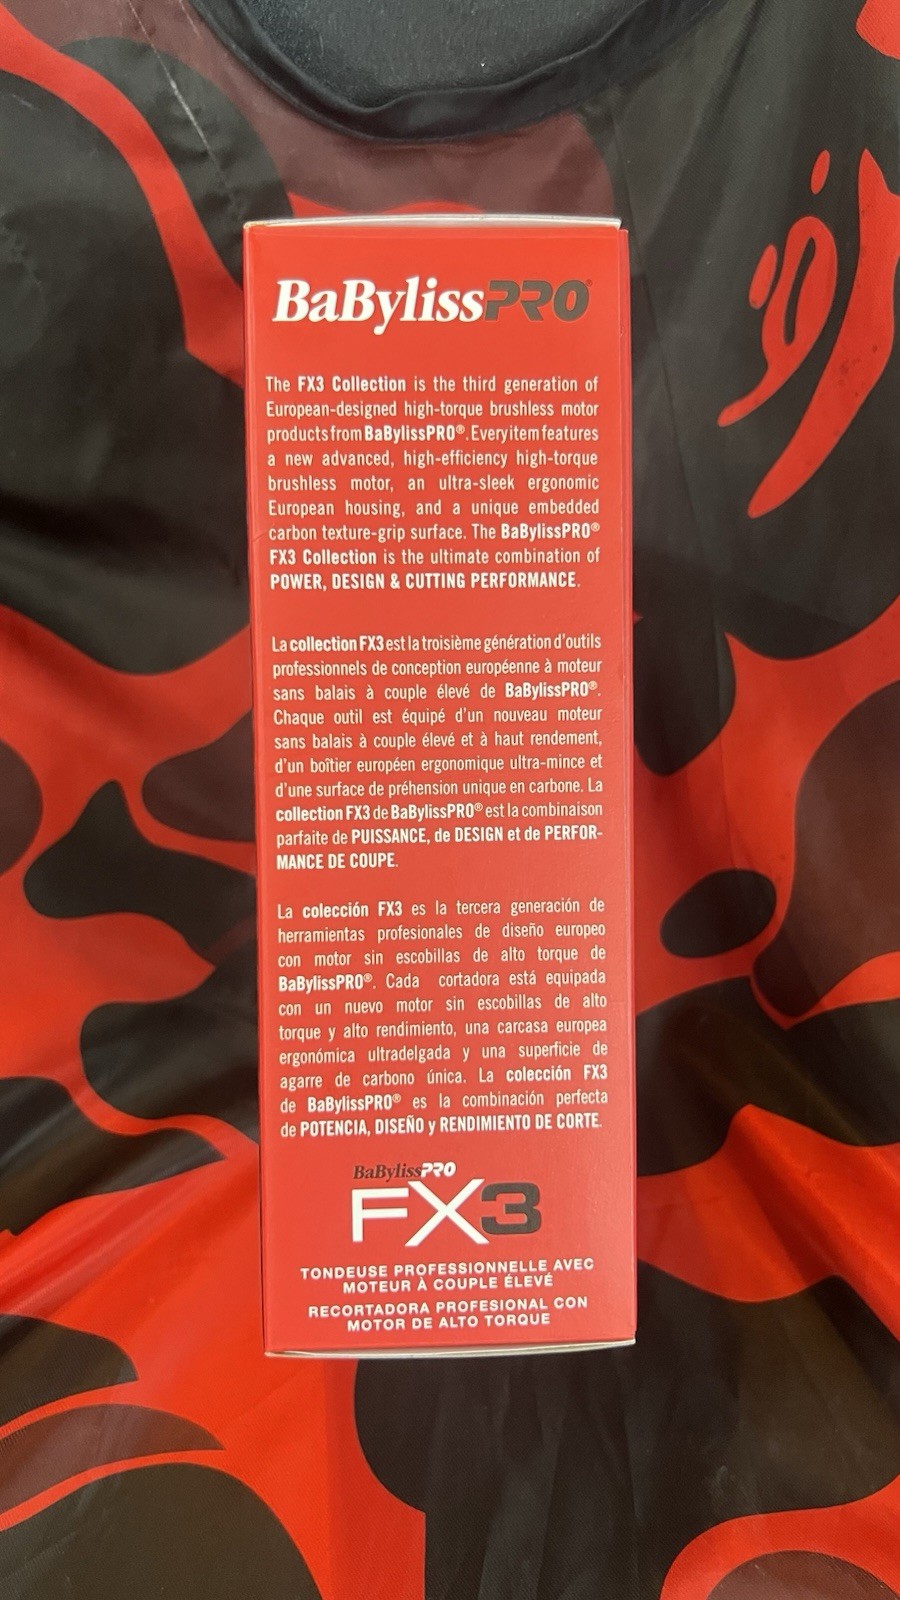 BaBylissPRO®
The FX3 Collection is the third generation of
European-designed high-torque brushless motor
products from BaBylissPRO®. Every item features
a new advanced, high-efficiency high-torque
brushless motor, an ultra-sleek ergonomic
European housing, and a unique embedded
carbon texture-grip surface. The BaBylissPRO®
FX3 Collection is the ultimate combination of
POWER, DESIGN & CUTTING PERFORMANCE.
La collection FX3 est la troisième génération d'outils
professionnels de conception européenne à moteur
sans balais à couple élevé de BaBylissPRO®.
Chaque outil est équipé d'un nouveau moteur
sans balais à couple élevé et à haut rendement,
d'un boîtier européen ergonomique ultra-mince et
d'une surface de préhension unique en carbone. La
collection FX3 de BaBylissPRO® est la combinaison
parfaite de PUISSANCE, de DESIGN et de PERFOR-
MANCE DE COUPE.
La colección FX3 es la tercera generación de
herramientas profesionales de diseño europeo
con motor sin escobillas de alto torque de
BaBylissPRO®. Cada cortadora está equipada
con un nuevo motor sin escobillas de alto
torque y alto rendimiento, una carcasa europea
ergonómica ultradelgada y una superficie de
agarre de carbono única. La colección FX3
de BaBylissPRO® es la combinación perfecta
de POTENCIA, DISEÑO y RENDIMIENTO DE CORTE.
BaBylissPRO
FX3
TONDEUSE PROFESSIONNELLE AVEC
MOTEUR À COUPLE ÉLEVÉ
RECORTADORA PROFESIONAL CON
MOTOR DE ALTO TORQUE